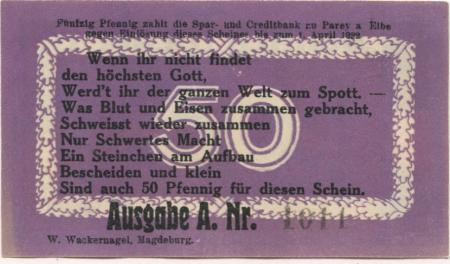 Fünfzig Pfennig zahlt die Spar- und Creditbank zu Parey a Elbe
gegen Einlösung dieses Scheines bis zum 1. April 1922
Wenn ihr nicht findet
den höchsten Gott,
Werd't ihr der ganzen Welt zum Spott. —
Was Blut und Eisen zusammen gebracht,
Schweisst wieder zusammen
Nur Schwertes Macht
Ein Steinchen am Aufbau
Bescheiden und klein
Sind auch 50 Pfennig für diesen Schein.
50
Ausgabe A. Nr. 1011
W. Wackernagel, Magdeburg.